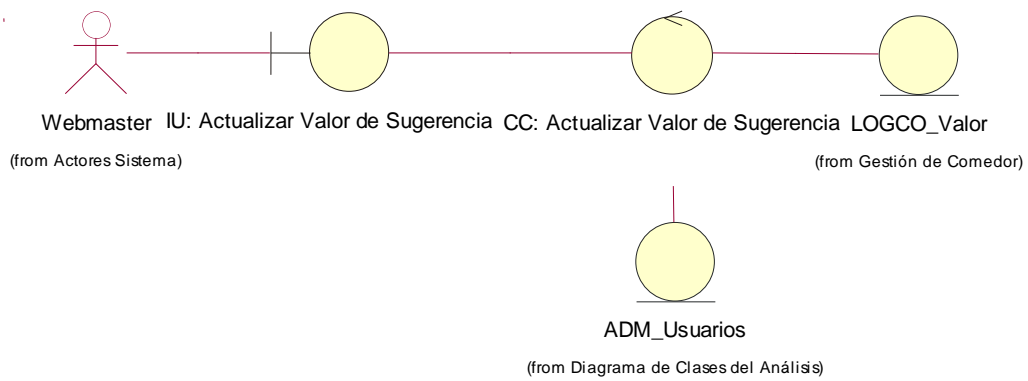 Webmaster IU: Actualizar Valor de Sugerencia CC: Actualizar Valor de Sugerencia LOGCO_Valor
(from Actores Sistema) (from Gestión de Comedor)
ADM_Usuarios
(from Diagrama de Clases del Análisis)